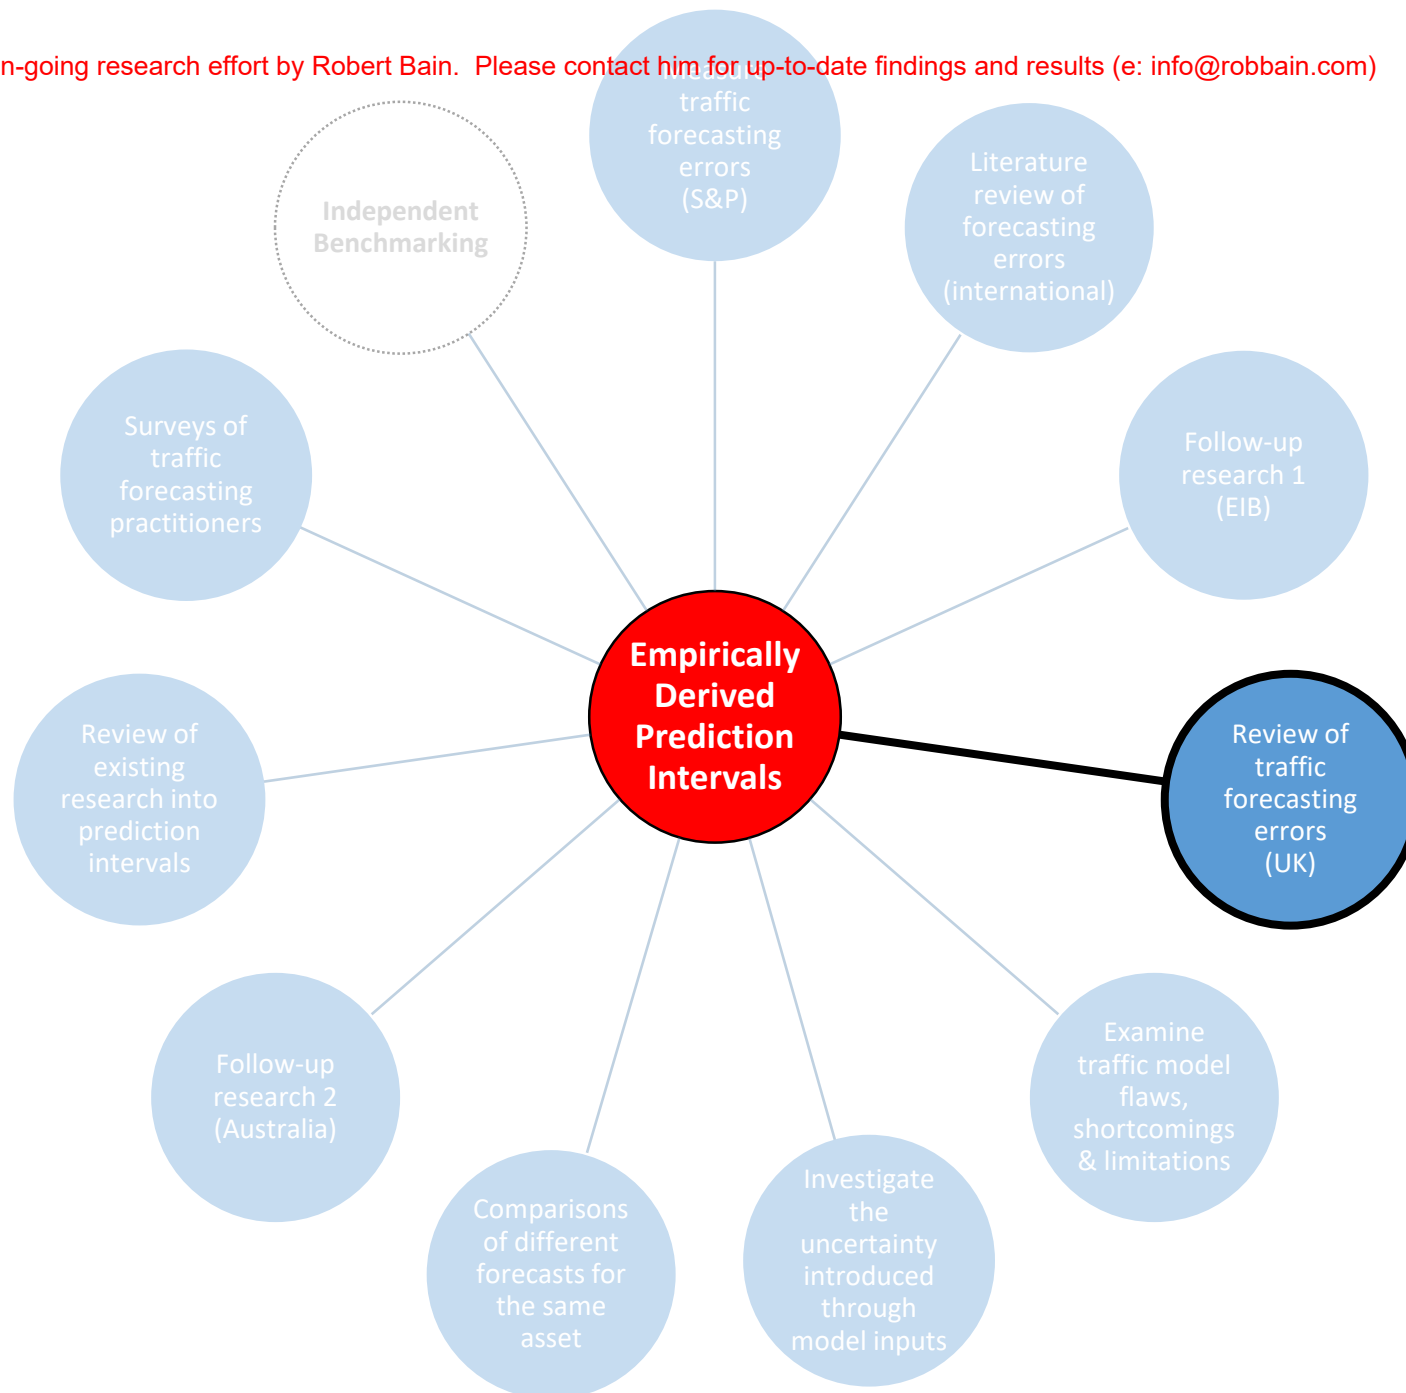 n-going research effort by Robert Bain.  Please contact him for up-to-date findings and results (e: info@robbain.com)
Measure
traffic
forecasting
errors
(S&P)
Literature
review of
forecasting
errors
(international)
Follow-up
research 1
(EIB)
Review of
traffic
forecasting
errors
(UK)
Examine
traffic model
flaws,
shortcomings
& limitations
Investigate
the
uncertainty
introduced
through
model inputs
Comparisons
of different
forecasts for
the same
asset
Follow-up
research 2
(Australia)
Review of
existing
research into
prediction
intervals
Surveys of
traffic
forecasting
practitioners
Independent
Benchmarking
Empirically
Derived
Prediction
Intervals